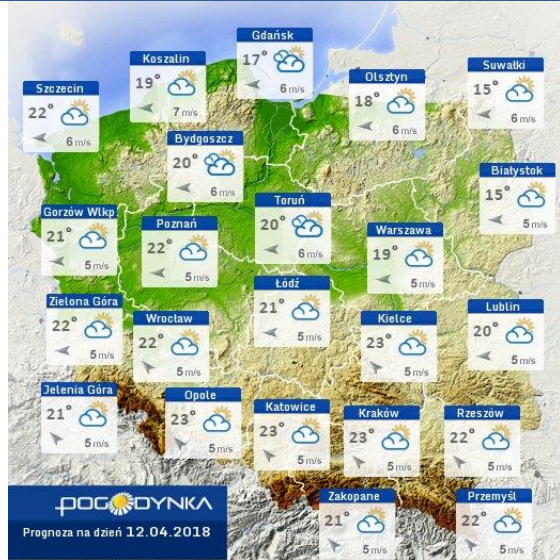 Gdańsk
17°
6 m/s
Koszalin
19°
7 m/s
Suwałki
15°
6 m/s
Olsztyn
18°
6 m/s
Szczecin
22°
6 m/s
Bydgoszcz
20°
6 m/s
Białystok
15°
5 m/s
Toruń
20°
6 m/s
Gorzów Wlkp
21°
5 m/s
Poznań
22°
5 m/s
Warszawa
19°
5 m/s
Łódź
21°
5 m/s
Zielona Góra
22°
5 m/s
Wrocław
22°
5 m/s
Kielce
23°
5 m/s
Lublin
20°
5 m/s
Jelenia Góra
21°
5 m/s
Opole
23°
5 m/s
Katowice
23°
5 m/s
Kraków
23°
5 m/s
Rzeszów
22°
5 m/s
Zakopane
21°
5 m/s
Przemyśl
22°
5 m/s
POGODYNKA
Prognoza na dzień 12.04.2018